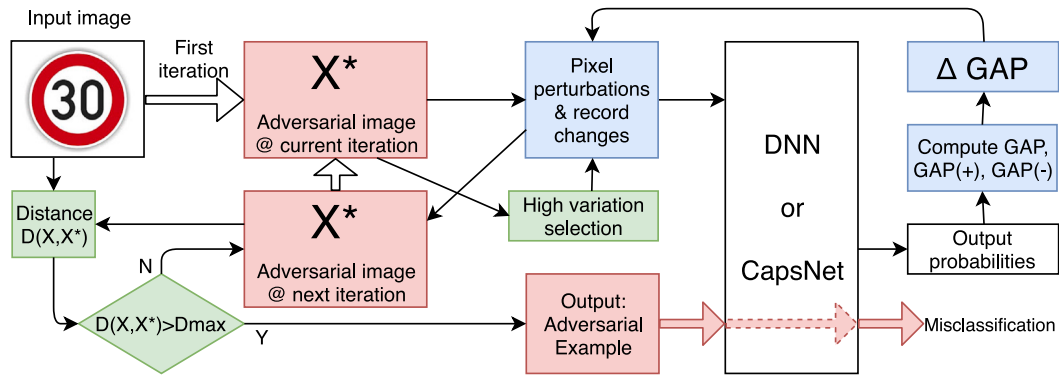 Input image
30
First
iteration
X*
Adversarial image
@ current iteration
Pixel
perturbations
& record
changes
DNN
or
CapsNet
Δ GAP
Compute GAP,
GAP(+), GAP(-)
Output
probabilities
Distance
D(X,X*)
X*
Adversarial image
@ next iteration
High variation
selection
N
D(X,X*)>Dmax
Y
Output:
Adversarial
Example
Misclassification